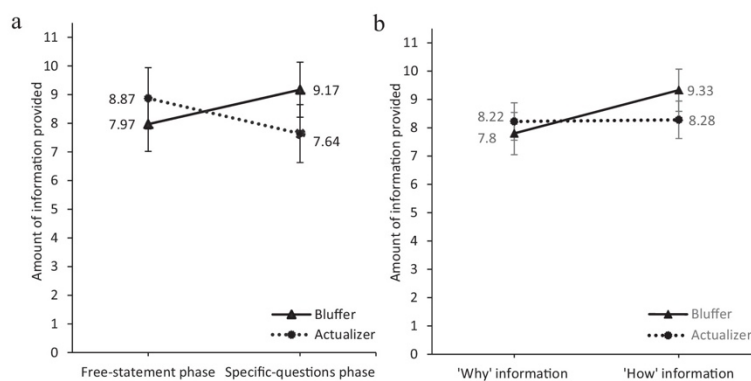 a
Amount of information provided
11
10
9
8
7
6
5
4
3
2
1
0
8.87
7.97
9.17
7.64
Bluffer
Actualizer
Free-statement phase
Specific-questions phase
b
Amount of information provided
11
10
9
8
7
6
5
4
3
2
1
0
8.22
7.8
9.33
8.28
Bluffer
Actualizer
'Why' information
'How' information